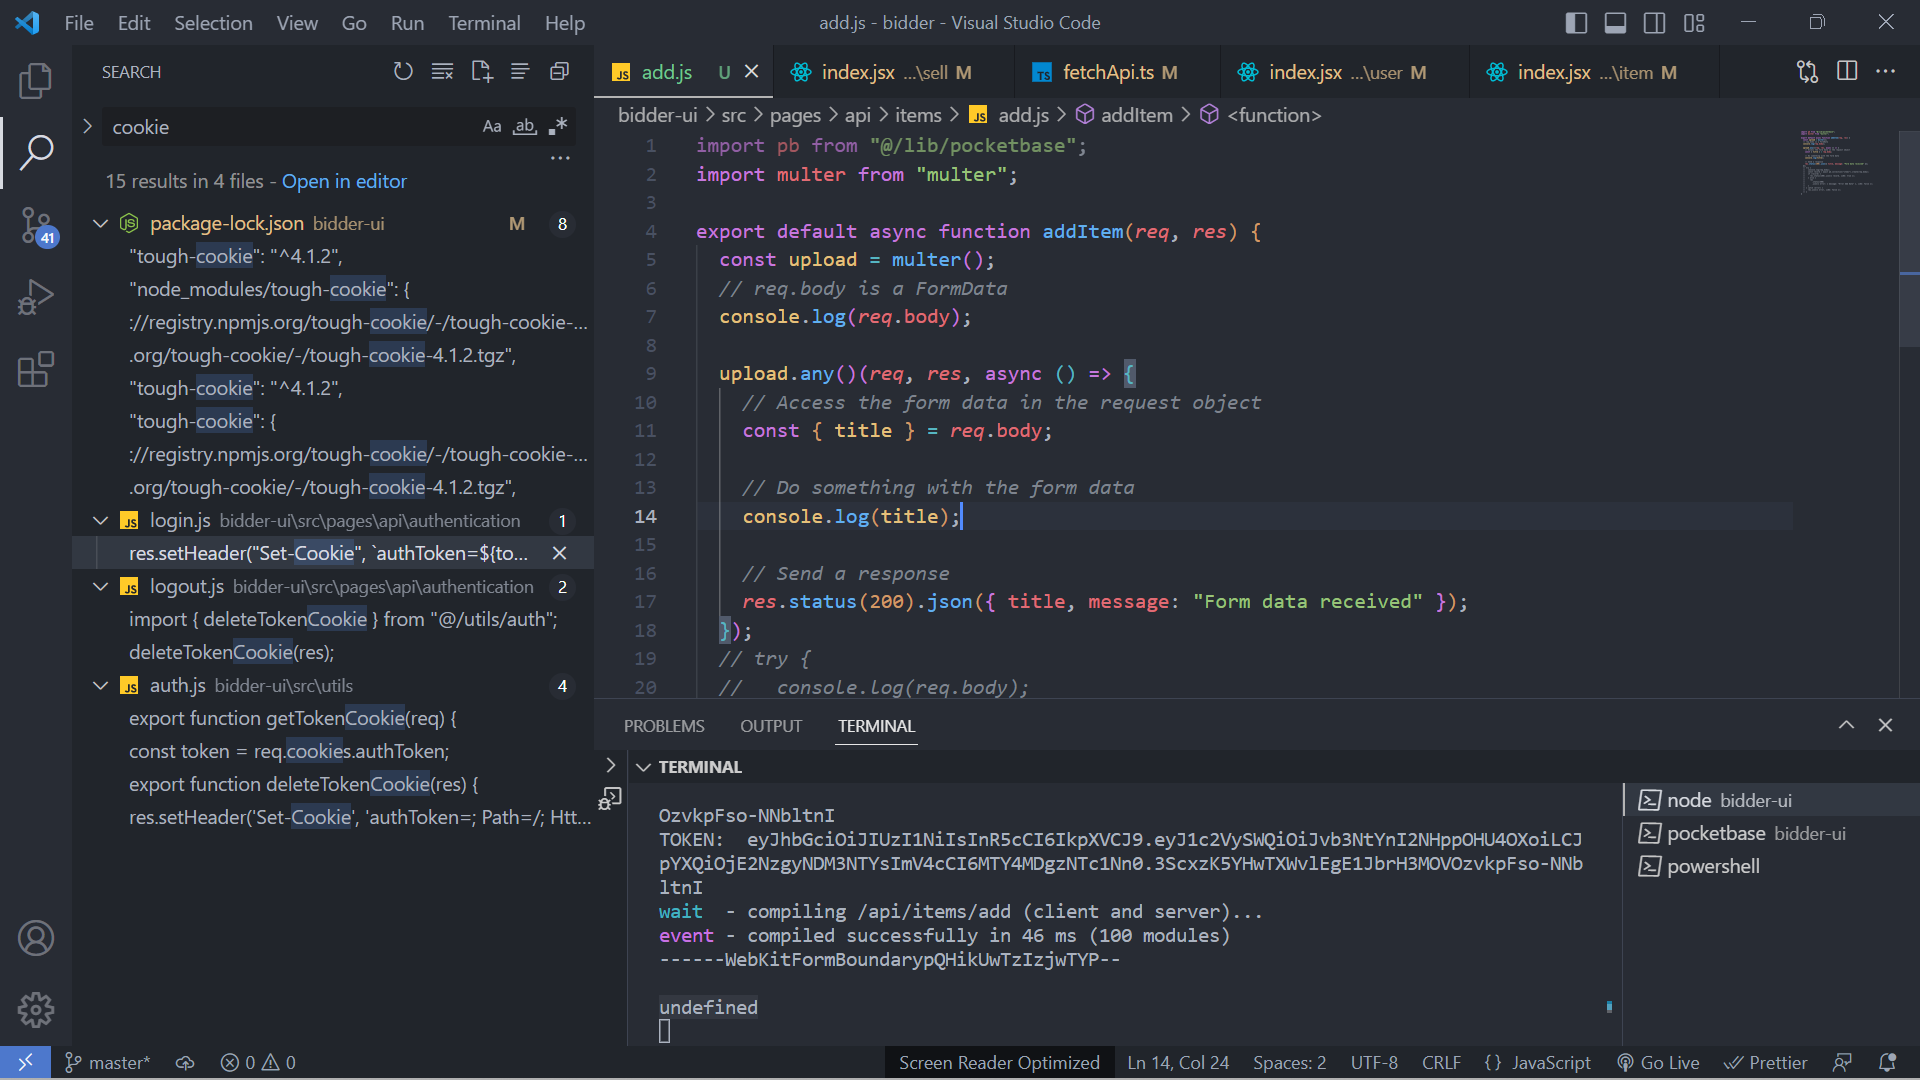 File Edit Selection View Go Run Terminal Help
add.js - bidder - Visual Studio Code
SEARCH
cookie
Aa ab .*
15 results in 4 files - Open in editor
package-lock.json bidder-ui M 8
"tough-cookie": "^4.1.2",
"node_modules/tough-cookie": {
://registry.npmjs.org/tough-cookie/-/tough-cookie-...
.org/tough-cookie/-/tough-cookie-4.1.2.tgz",
"tough-cookie": "^4.1.2",
"tough-cookie": {
://registry.npmjs.org/tough-cookie/-/tough-cookie-...
.org/tough-cookie/-/tough-cookie-4.1.2.tgz",
login.js bidder-ui\src\pages\api\authentication 1
res.setHeader("Set-Cookie", `authToken=${to...
logout.js bidder-ui\src\pages\api\authentication 2
import { deleteTokenCookie } from "@/utils/auth";
deleteTokenCookie(res);
auth.js bidder-ui\src\utils 4
export function getTokenCookie(req) {
const token = req.cookies.authToken;
export function deleteTokenCookie(res) {
res.setHeader('Set-Cookie', 'authToken=; Path=/; Htt...
41
JS add.js U index.jsx ...\sell M TS fetchApi.ts M index.jsx ...\user M index.jsx ...\item M
bidder-ui > src > pages > api > items > JS add.js > addItem > <function>
1 import pb from "@/lib/pocketbase";
2 import multer from "multer";
3
4 export default async function addItem(req, res) {
5 const upload = multer();
6 // req.body is a FormData
7 console.log(req.body);
8
9 upload.any()(req, res, async () => {
10 // Access the form data in the request object
11 const { title } = req.body;
12
13 // Do something with the form data
14 console.log(title);
15
16 // Send a response
17 res.status(200).json({ title, message: "Form data received" });
18 });
19 // try {
20 //   console.log(req.body);
PROBLEMS OUTPUT TERMINAL
TERMINAL
OzvkpFso-NNbltnI
TOKEN:  eyJhbGciOiJIUzI1NiIsInR5cCI6IkpXVCJ9.eyJ1c2VySWQiOiJvb3NtYnI2NHppOHU4OXoiLCJ
pYXQiOjE2NzgyNDM3NTYsImV4cCI6MTY4MDgzNTc1Nn0.3ScxzK5YHwTXWvlEgE1JbrH3MOVOzvkpFso-NNb
ltnI
wait  - compiling /api/items/add (client and server)...
event - compiled successfully in 46 ms (100 modules)
------WebKitFormBoundarypQHikUwTzIzjwTYP--
undefined
node bidder-ui
pocketbase bidder-ui
powershell
master* 0 0 Screen Reader Optimized Ln 14, Col 24 Spaces: 2 UTF-8 CRLF {} JavaScript Go Live Prettier